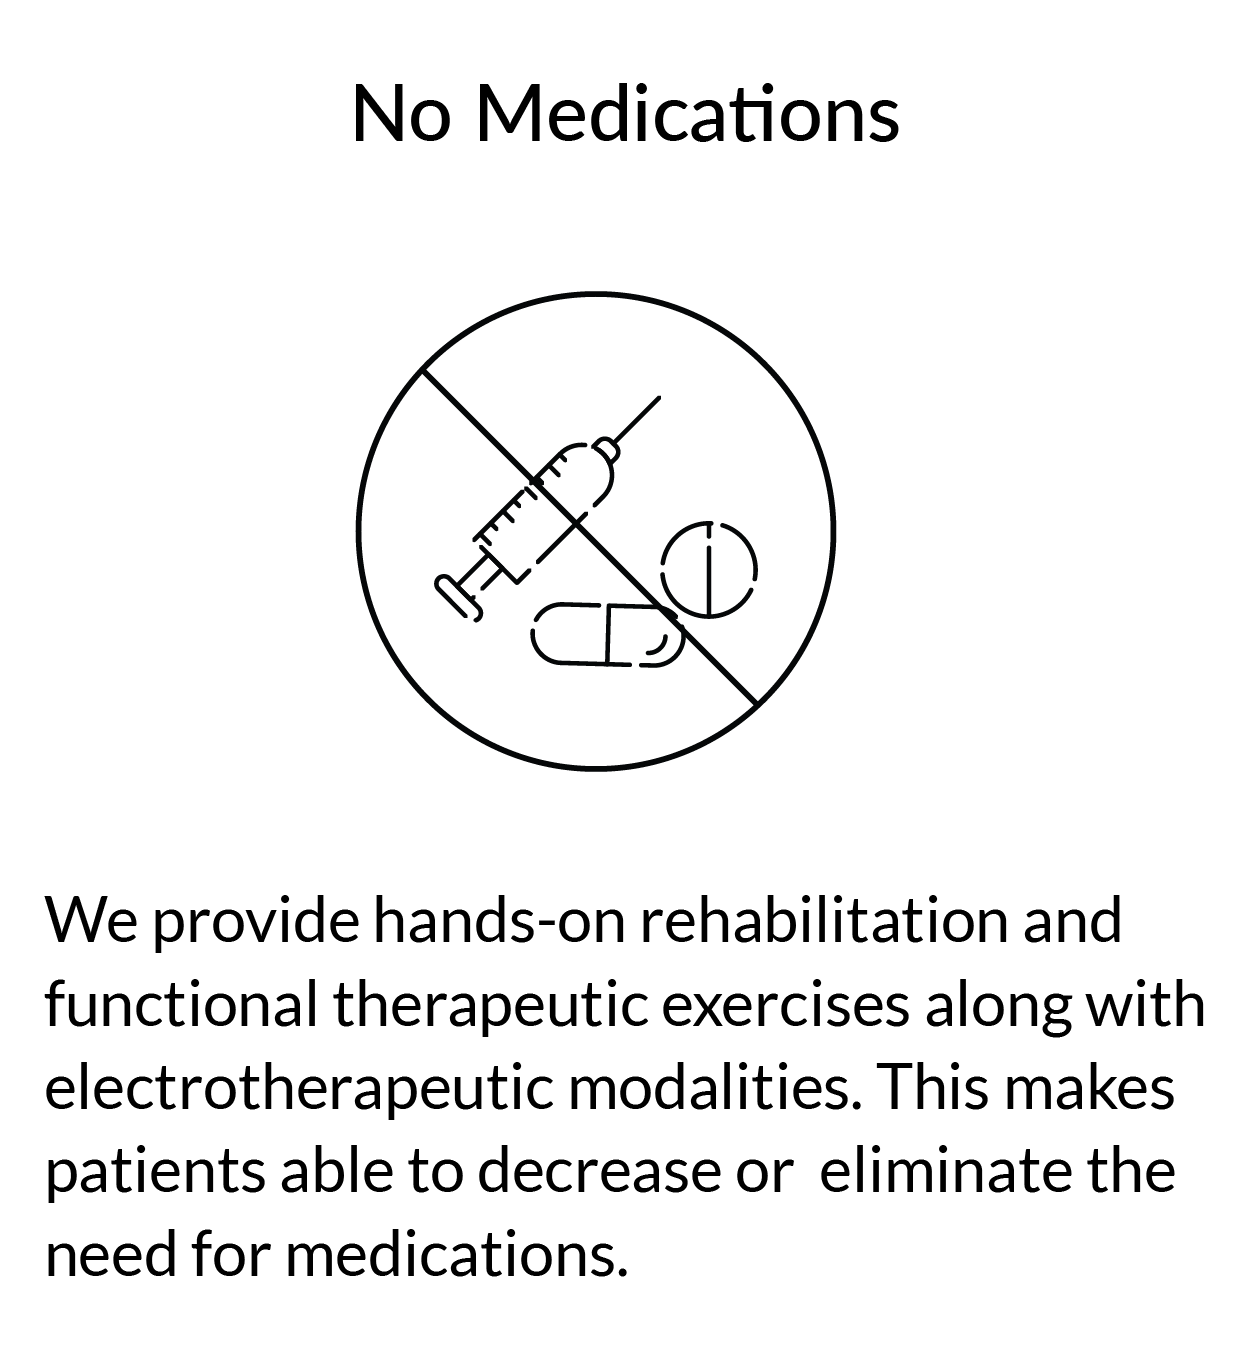 No Medications
We provide hands-on rehabilitation and
functional therapeutic exercises along with
electrotherapeutic modalities. This makes
patients able to decrease or  eliminate the
need for medications.